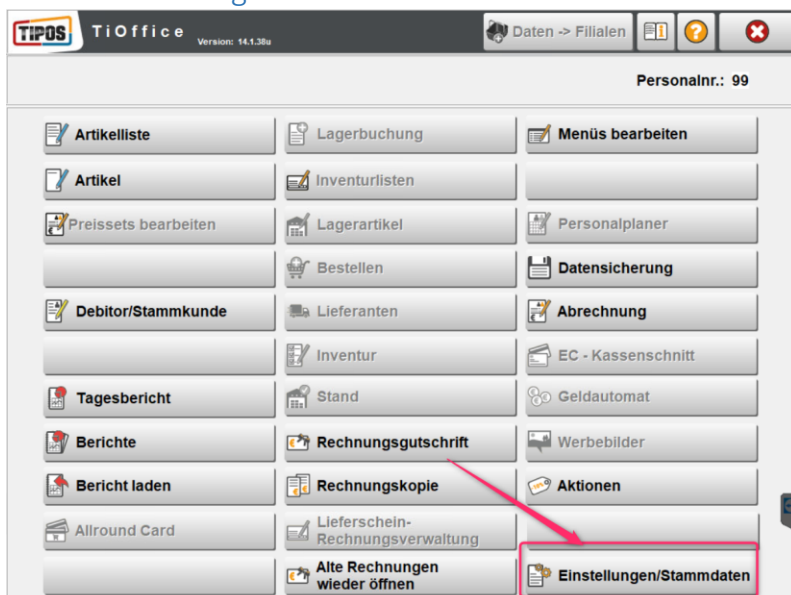 TIPOS TiOffice Version: 14.1.38u Daten -> Filialen
Personalnr.: 99
Artikelliste
Lagerbuchung
Menüs bearbeiten
Artikel
Inventurlisten
Preissets bearbeiten
Lagerartikel
Personalplaner
Bestellen
Datensicherung
Debitor/Stammkunde
Lieferanten
Abrechnung
Inventur
EC - Kassenschnitt
Tagesbericht
Stand
Geldautomat
Berichte
Rechnungsgutschrift
Werbebilder
Bericht laden
Rechnungskopie
Aktionen
Allround Card
Lieferschein-
Rechnungsverwaltung
Alte Rechnungen
wieder öffnen
Einstellungen/Stammdaten